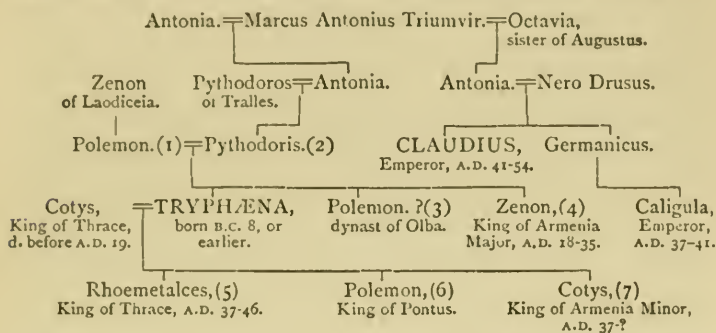 Antonia. Marcus Antonius Triumvir. Octavia,
sister of Augustus.
Zenon
of Laodiceia.
Pythodoros
of Tralles.
Antonia.
Antonia. Nero Drusus.
Polemon.(1) Pythodoris.(2)
CLAUDIUS,
Emperor, A.D. 41-54.
Germanicus.
Cotys,
King of Thrace,
d. before A.D. 19.
TRYPHÆNA,
born B.C. 8, or
earlier.
Polemon. ?(3)
dynast of Olba.
Zenon,(4)
King of Armenia
Major, A.D. 18-35.
Caligula,
Emperor,
A.D. 37-41.
Rhoemetalces,(5)
King of Thrace, A.D. 37-46.
Polemon,(6)
King of Pontus.
Cotys,(7)
King of Armenia Minor,
A.D. 37-?